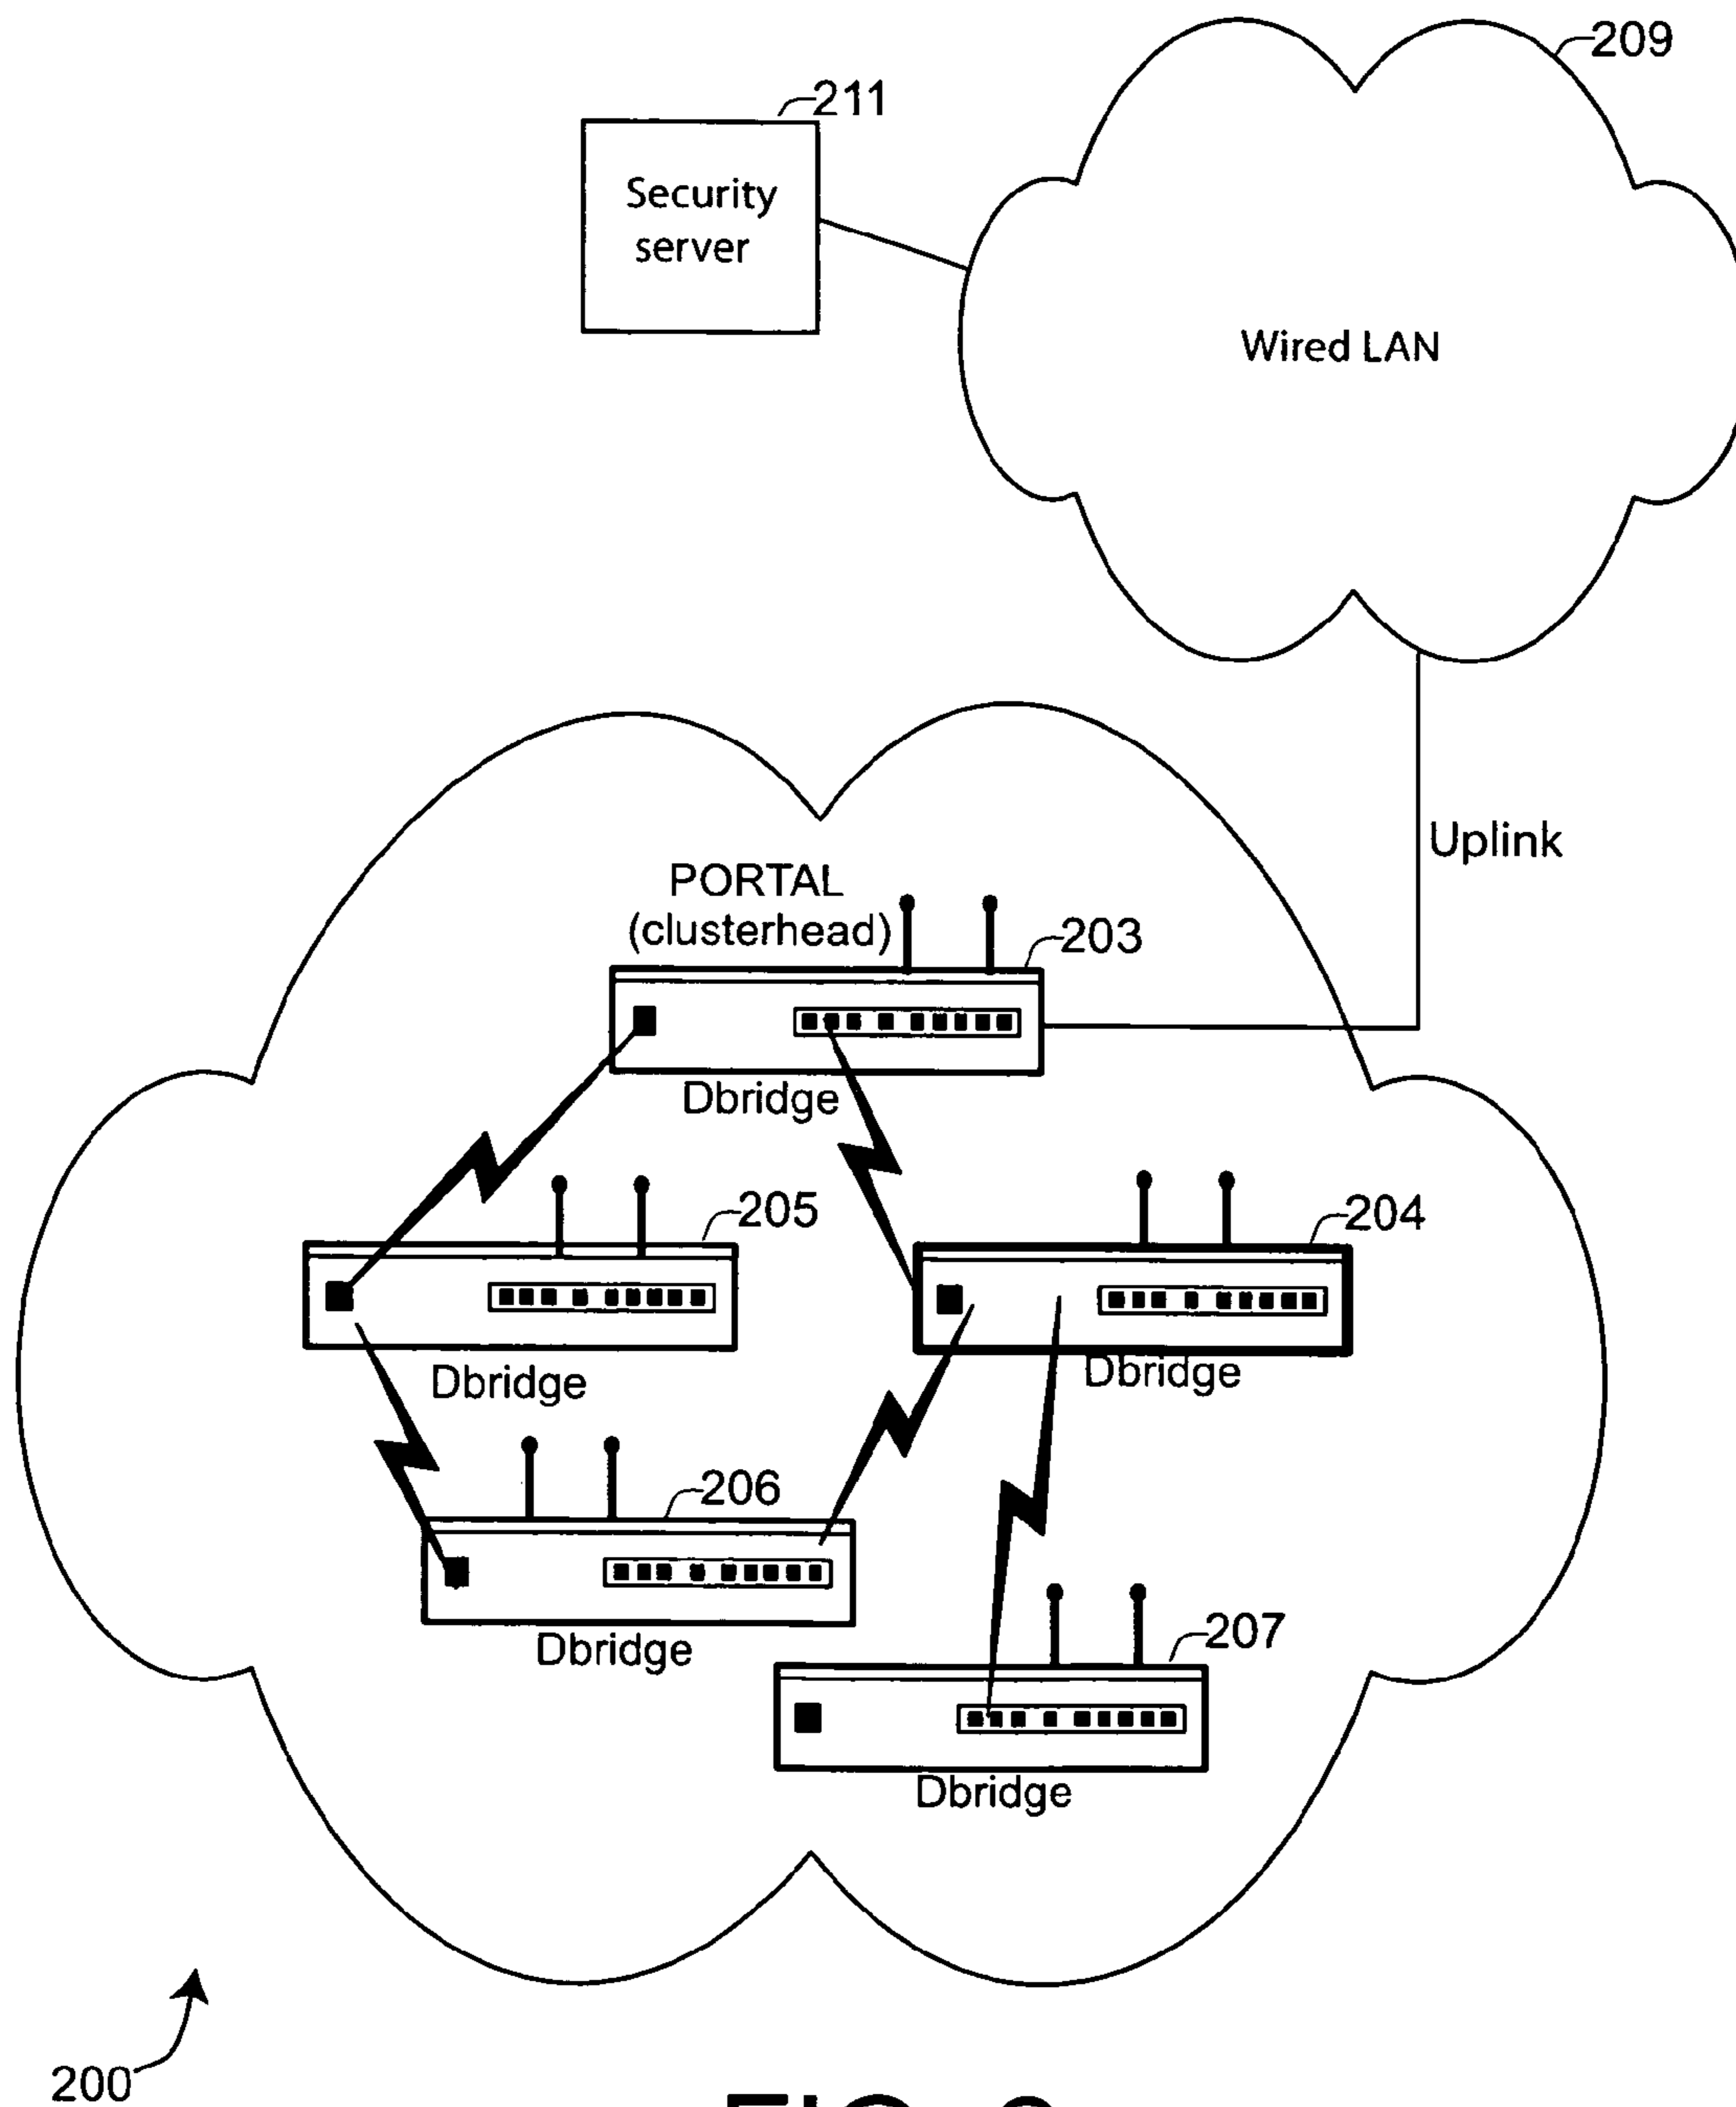 209
211
Security
server
Wired LAN
Uplink
PORTAL
(clusterhead)
203
Dbridge
205
204
Dbridge
Dbridge
206
Dbridge
207
Dbridge
200